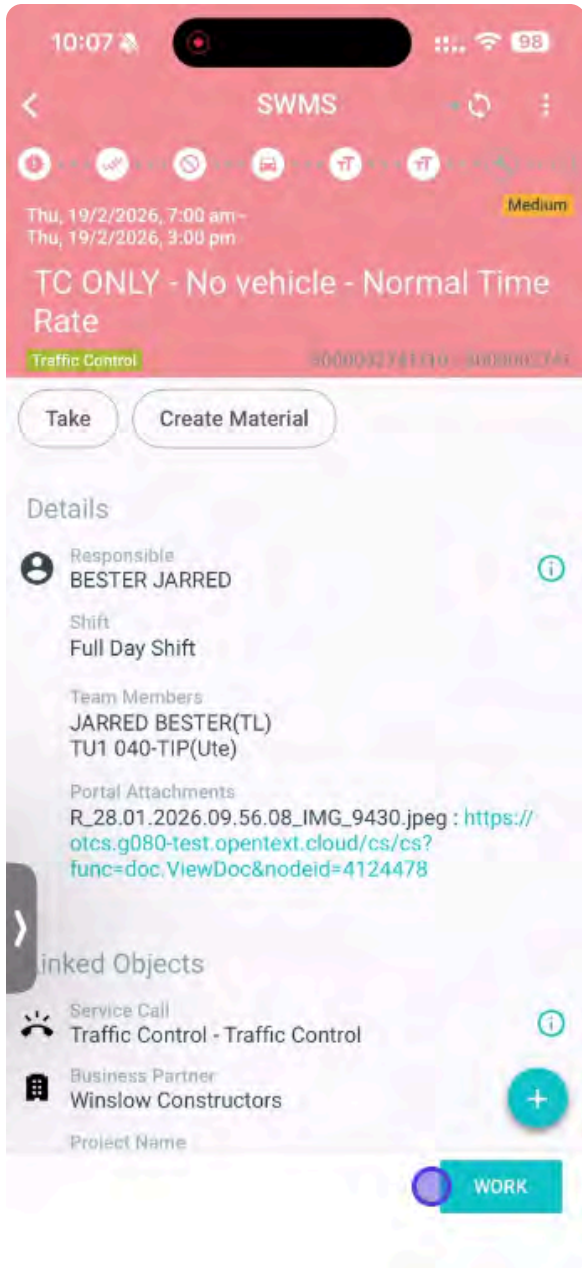 10:07
98
SWMS
Medium
Thu, 19/2/2026, 7:00 am -
Thu, 19/2/2026, 3:00 pm
TC ONLY - No vehicle - Normal Time
Rate
Traffic Control
Take
Create Material
Details
Responsible
BESTER JARRED
Shift
Full Day Shift
Team Members
JARRED BESTER(TL)
TU1 040-TIP(Ute)
Portal Attachments
R_28.01.2026.09.56.08_IMG_9430.jpeg : https://
otcs.g080-test.opentext.cloud/cs/cs?
func=doc.ViewDoc&nodeid=4124478
inked Objects
Service Call
Traffic Control - Traffic Control
Business Partner
Winslow Constructors
Project Name
WORK